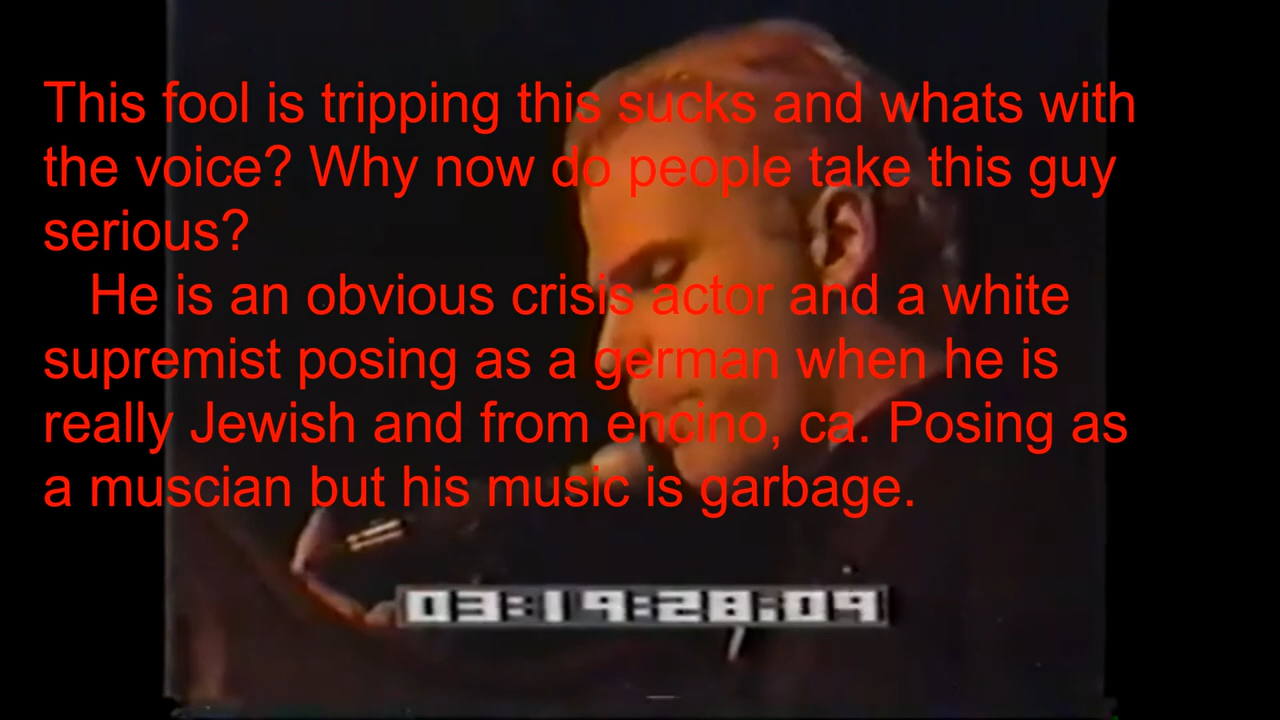 This fool is tripping this sucks and whats with
the voice? Why now do people take this guy
serious?
He is an obvious crisis actor and a white
supremist posing as a german when he is
really Jewish and from encino, ca. Posing as
a muscian but his music is garbage.
03:19:28:09